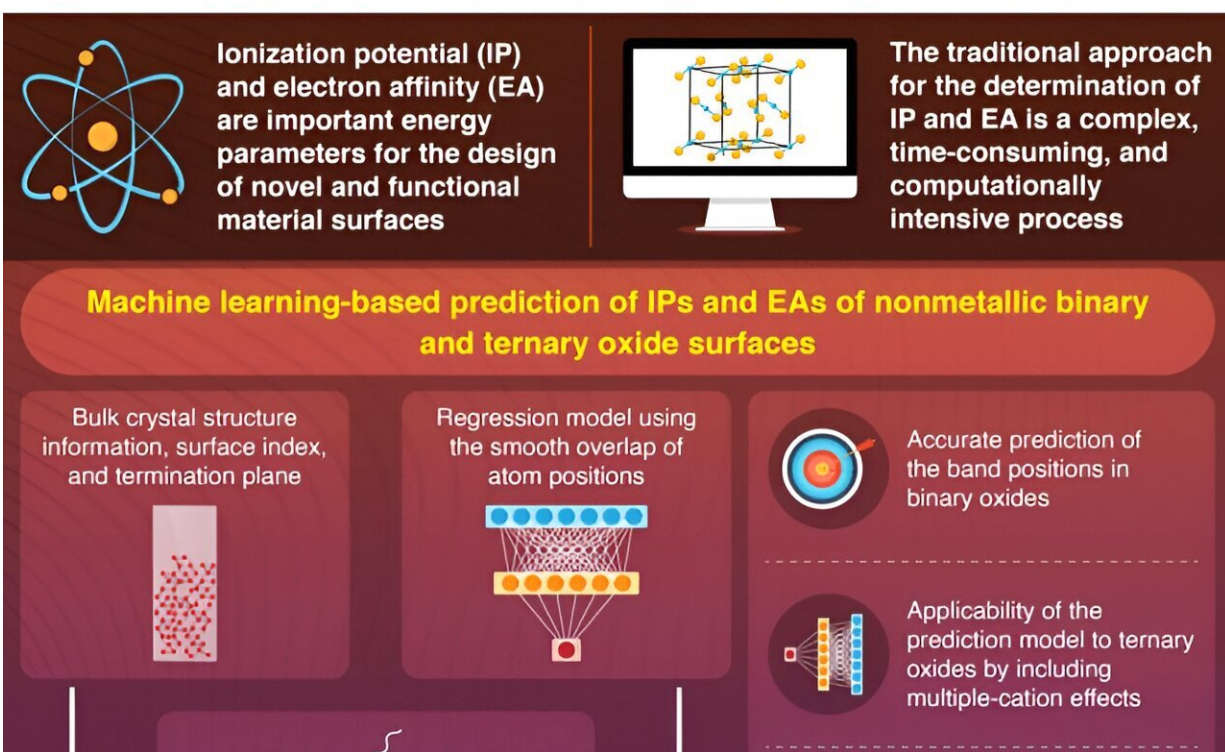 Ionization potential (IP)
and electron affinity (EA)
are important energy
parameters for the design
of novel and functional
material surfaces
The traditional approach
for the determination of
IP and EA is a complex,
time-consuming, and
computationally
intensive process
Machine learning-based prediction of IPs and EAs of nonmetallic binary
and ternary oxide surfaces
Bulk crystal structure
information, surface index,
and termination plane
Regression model using
the smooth overlap of
atom positions
Accurate prediction of
the band positions in
binary oxides
Applicability of the
prediction model to ternary
oxides by including
multiple-cation effects